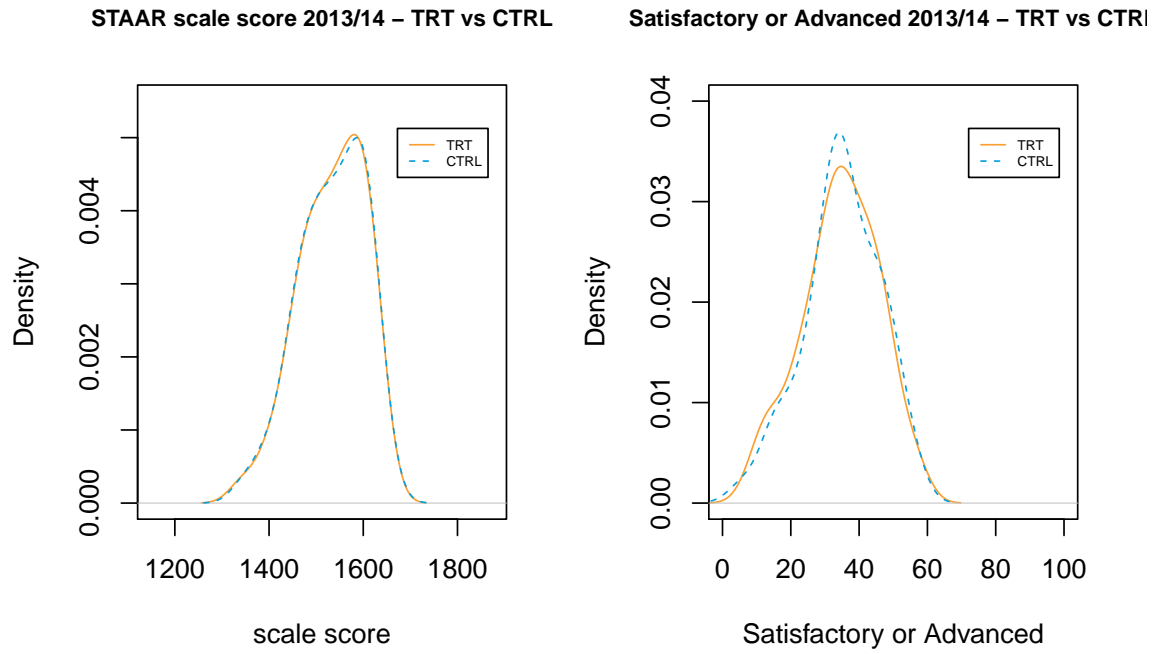 STAAR scale score 2013/14 – TRT vs CTRL
Density
0.000
0.002
0.004
TRT
CTRL
1200
1400
1600
1800
scale score
Satisfactory or Advanced 2013/14 – TRT vs CTRL
Density
0.00
0.01
0.02
0.03
0.04
TRT
CTRL
0
20
40
60
80
100
Satisfactory or Advanced